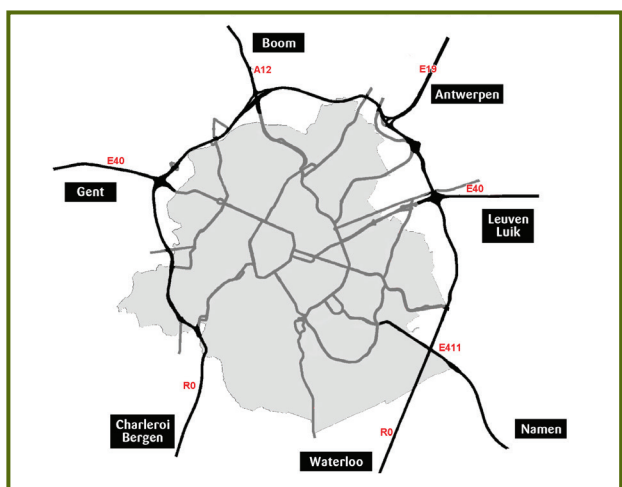 Boom
A12
E19
Antwerpen
E40
Gent
E40
Leuven
Luik
E411
R0
Charleroi
Bergen
R0
Waterloo
Namen